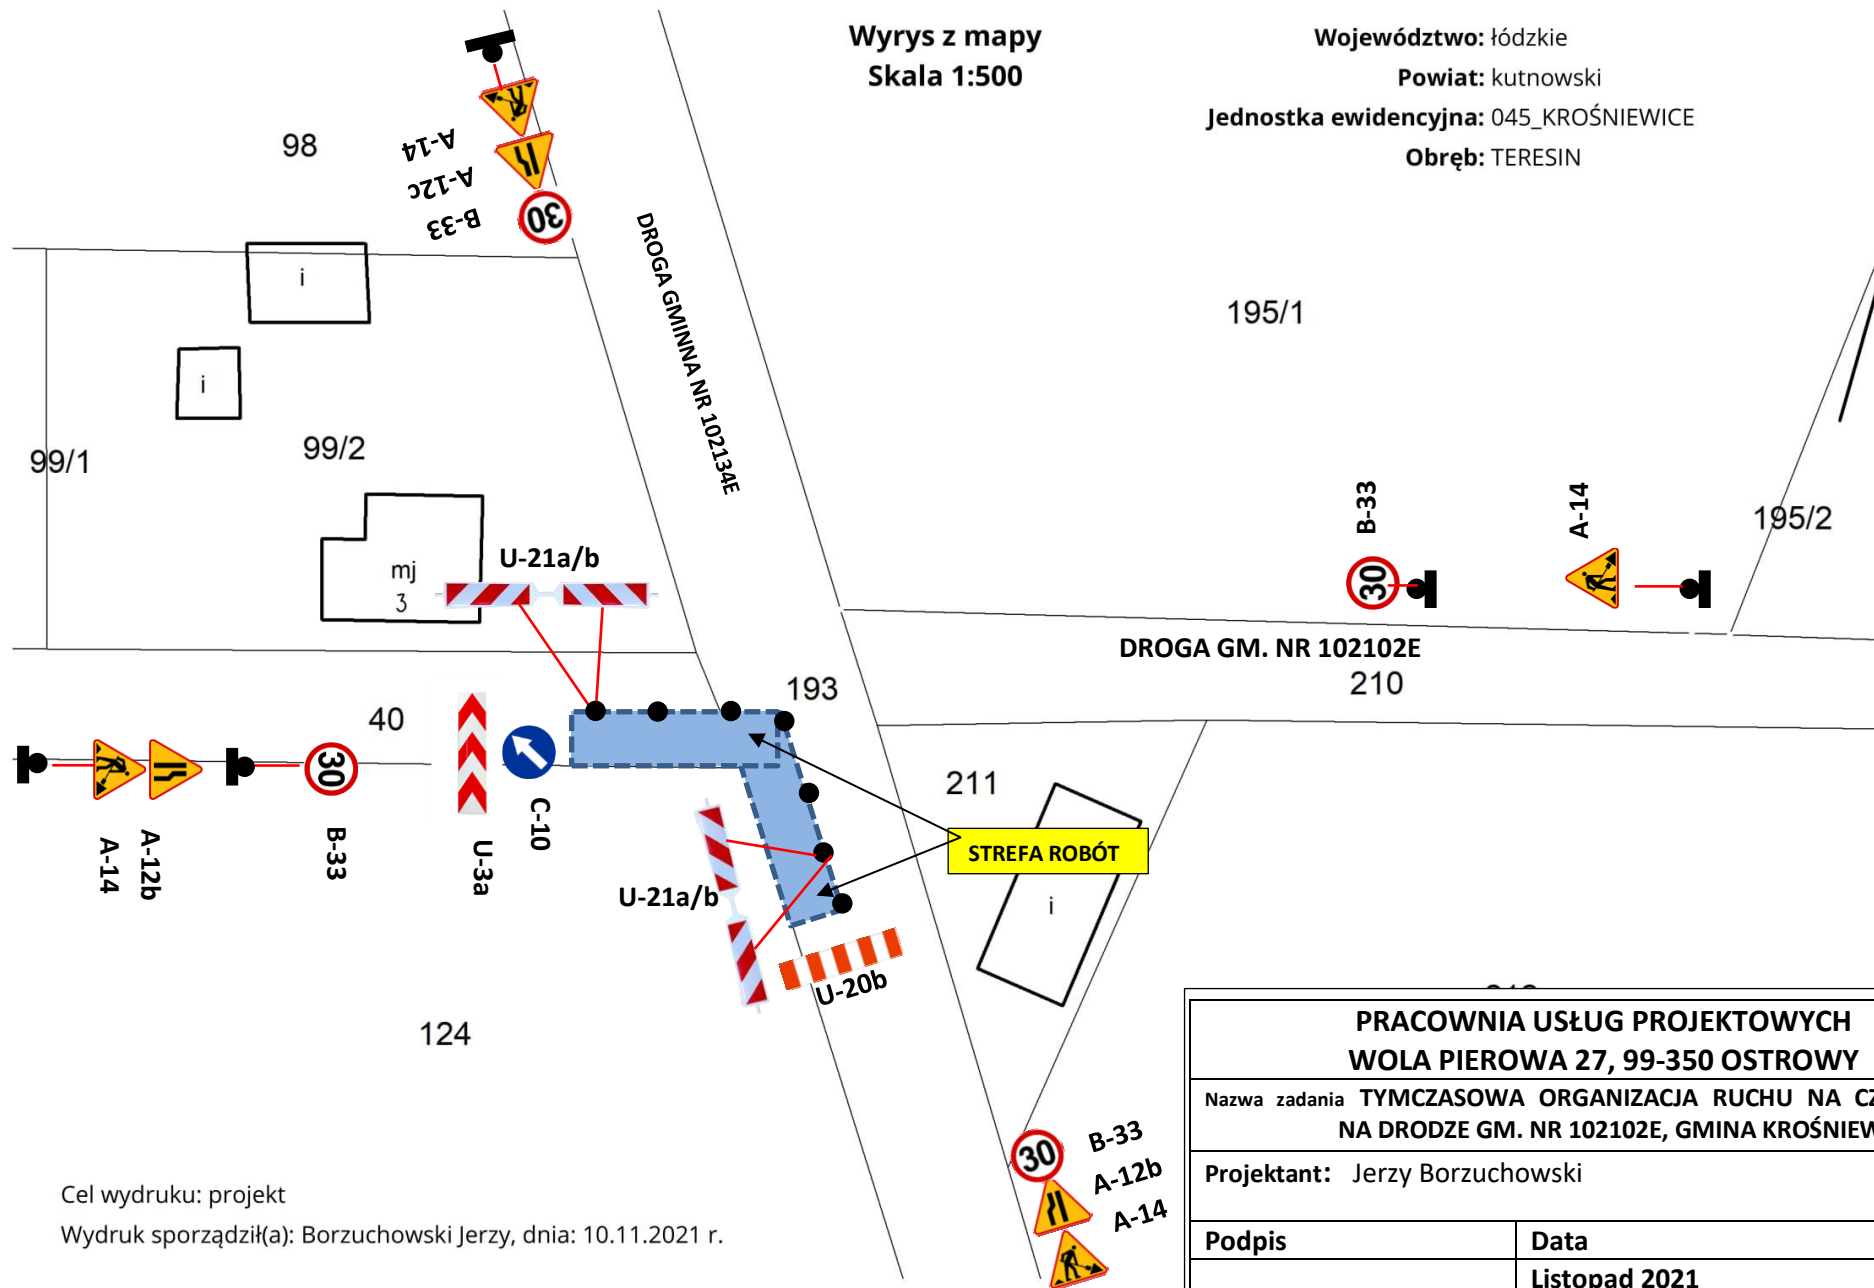 Wyrys z mapy
Skala 1:500
Województwo: łódzkie
Powiat: kutnowski
Jednostka ewidencyjna: 045_KROŚNIEWICE
Obręb: TERESIN
98
A-14
A-12c
B-33
30
i
i
DROGA GMINNA NR 102134E
195/1
99/1
99/2
B-33
A-14
195/2
30
mj
3
U-21a/b
DROGA GM. NR 102102E
210
193
40
30
A-14
A-12b
B-33
U-3a
C-10
211
STREFA ROBÓT
U-21a/b
i
U-20b
124
30
B-33
A-12b
A-14
PRACOWNIA USŁUG PROJEKTOWYCH
WOLA PIEROWA 27, 99-350 OSTROWY
Nazwa zadania TYMCZASOWA ORGANIZACJA RUCHU NA
NA DRODZE GM. NR 102102E, GMINA
Projektant: Jerzy Borzuchowski
Podpis
Data
Listopad 2021
Cel wydruku: projekt
Wydruk sporządził(a): Borzuchowski Jerzy, dnia: 10.11.2021 r.